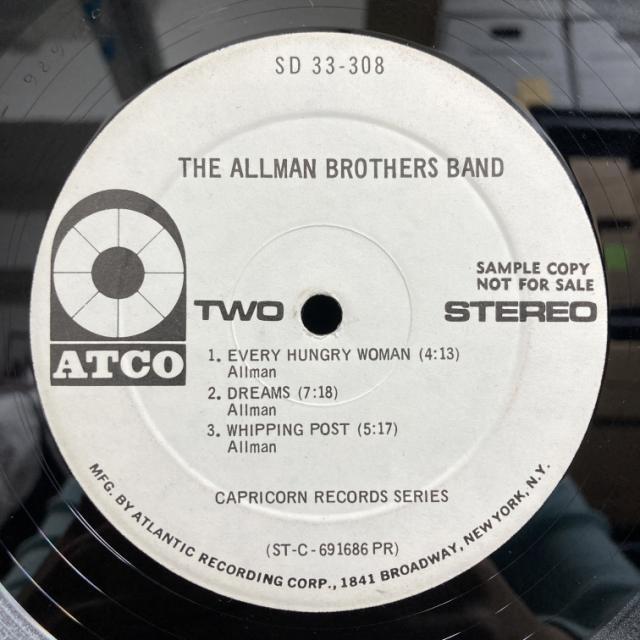 SD 33-308
THE ALLMAN BROTHERS BAND
SAMPLE COPY
NOT FOR SALE
TWO
STEREO
ATCO
1. EVERY HUNGRY WOMAN (4:13)
Allman
2. DREAMS (7:18)
Allman
3. WHIPPING POST (5:17)
Allman
CAPRICORN RECORDS SERIES
(ST-C-691686 PR)
MFG. BY ATLANTIC RECORDING CORP., 1841 BROADWAY, NEW YORK, N.Y.